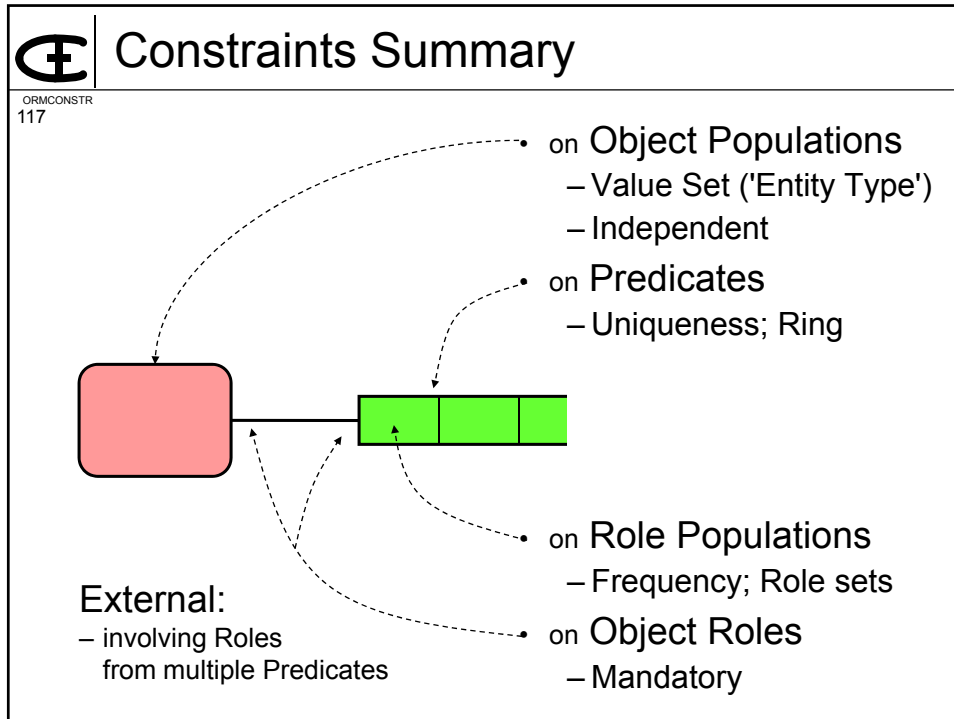 Constraints Summary
ORMCONSTR
117
• on Object Populations
– Value Set ('Entity Type')
– Independent
• on Predicates
– Uniqueness; Ring
• on Role Populations
– Frequency; Role sets
• on Object Roles
– Mandatory
External:
– involving Roles
from multiple Predicates